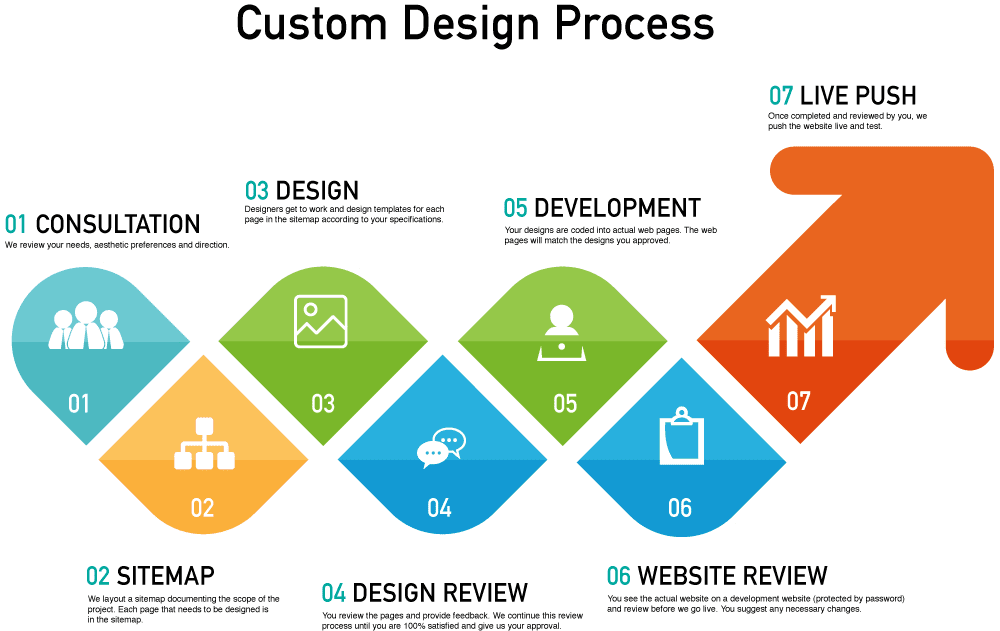 Custom Design Process
07 LIVE PUSH
Once completed and reviewed by you, we
push the website live and test.
03 DESIGN
Designers get to work and design templates for each
page in the sitemap according to your specifications.
05 DEVELOPMENT
Your designs are coded into actual web pages. The web
pages will match the designs you approved.
01 CONSULTATION
We review your needs, aesthetic preferences and direction.
01
03
05
07
02
04
06
02 SITEMAP
We layout a sitemap documenting the scope of the
project. Each page that needs to be designed is
in the sitemap.
04 DESIGN REVIEW
You review the pages and provide feedback. We continue this review
process until you are 100% satisfied and give us your approval.
06 WEBSITE REVIEW
You see the actual website on a development website (protected by password)
and review before we go live. You suggest any necessary changes.